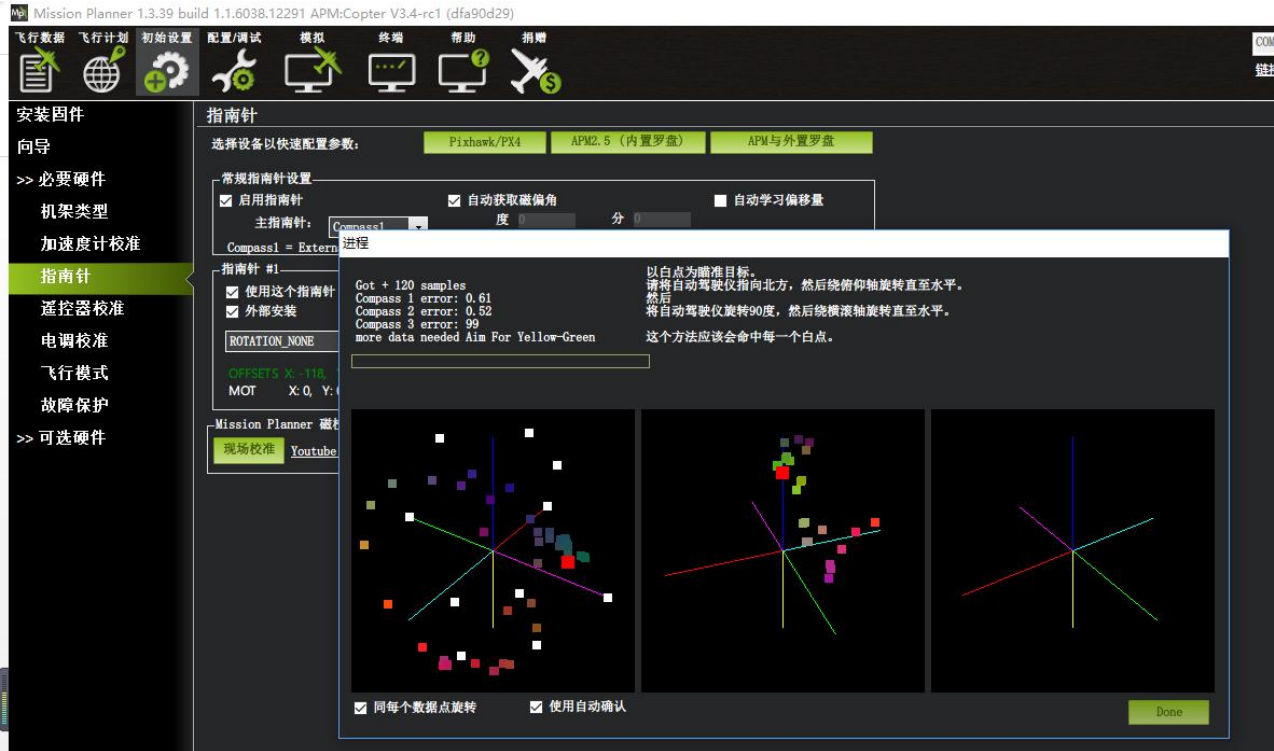 Mission Planner 1.3.39 build 1.1.6038.12291 APM:Copter V3.4-rc1 (dfa90d29)
飞行数据 飞行计划 初始设置 配置/调试 模拟 终端 帮助 捐赠
COM
链接
安装固件
向导
>> 必要硬件
机架类型
加速度计校准
指南针
遥控器校准
电调校准
飞行模式
故障保护
>> 可选硬件
指南针
选择设备以快速配置参数: Pixhawk/PX4 APM2.5 (内置罗盘) APM与外置罗盘
常规指南针设置
启用指南针 自动获取磁偏角 自动学习偏移量
主指南针: Compass1 度 0 分 0
Compass1 = Extern
指南针 #1
使用这个指南针
外部安装
ROTATION_NONE
OFFSETS X: -118,
MOT X: 0, Y:
Mission Planner
现场校准 Youtube
进程
Got + 120 samples
Compass 1 error: 0.61
Compass 2 error: 0.52
Compass 3 error: 99
more data needed Aim For Yellow-Green
以白点为瞄准目标。
请将自动驾驶仪指向北方，然后绕俯仰轴旋转直至水平。
然后
将自动驾驶仪旋转90度，然后绕横滚轴旋转直至水平。
这个方法应该会命中每一个白点。
同每个数据点旋转 使用自动确认
Done